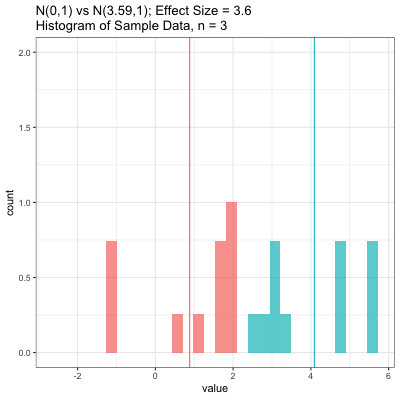 N(0,1) vs N(3.59,1); Effect Size = 3.6
Histogram of Sample Data, n = 3
2.0
1.5
count
1.0
0.5
0.0
-2
0
2
4
6
value